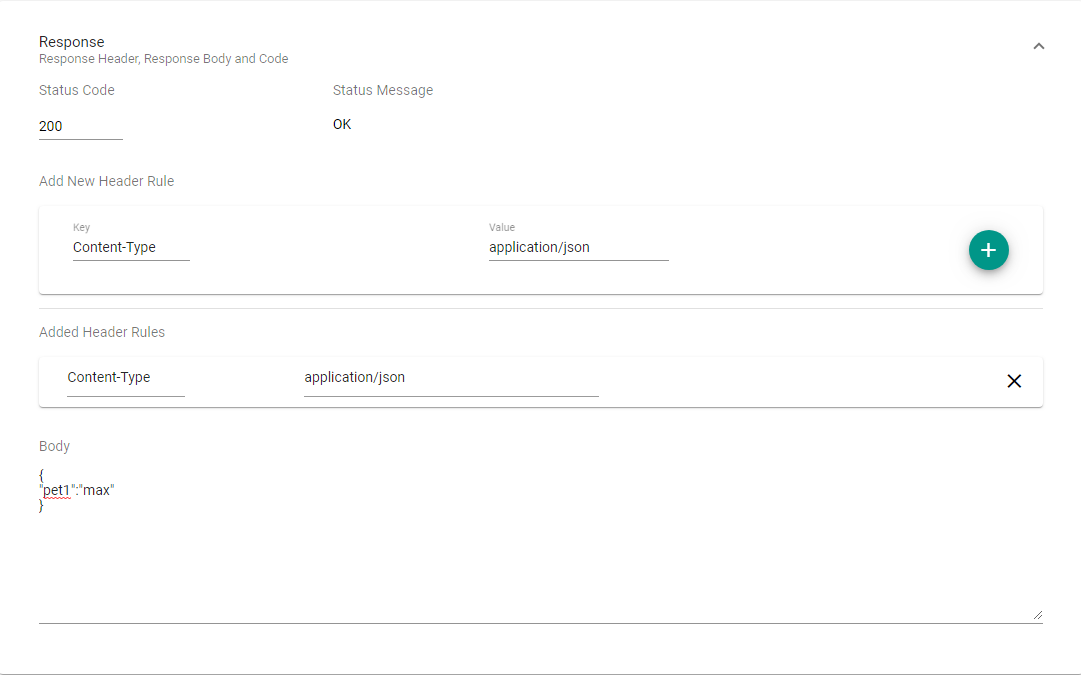 Response
Response Header, Response Body and Code
Status Code Status Message
200 OK
Add New Header Rule
Key Value
Content-Type application/json
Added Header Rules
Content-Type application/json
Body
{
"pet1":"max"
}